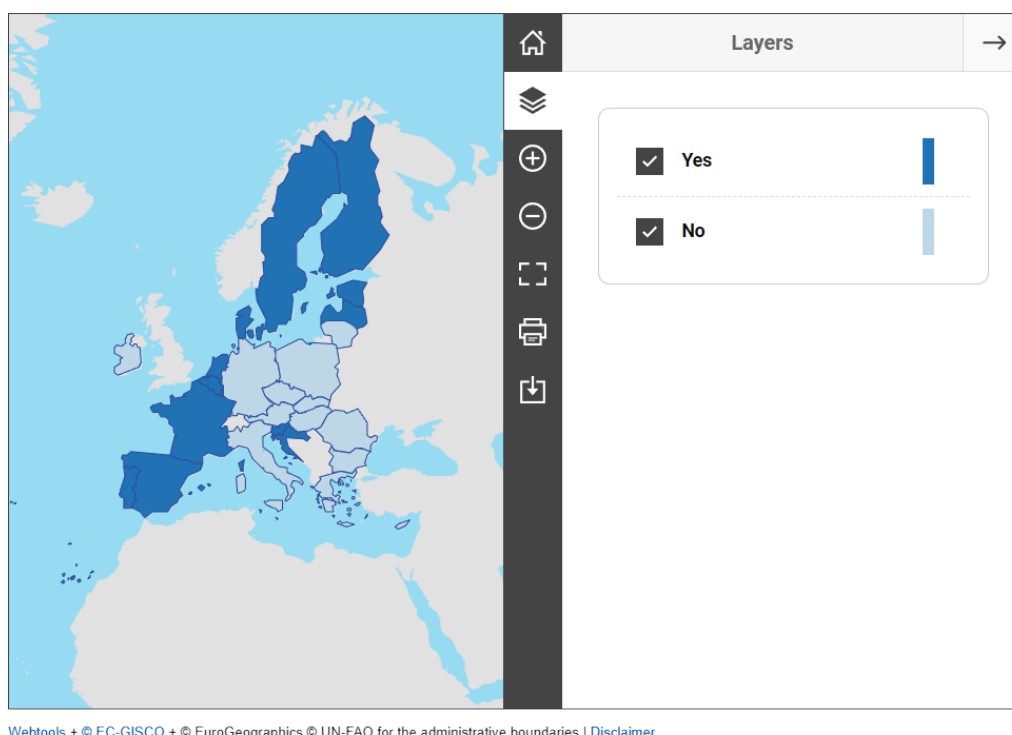 Layers
Yes
No
Webtools + © EC-GISCO + © EuroGeographics © UN-FAO for the administrative boundaries | Disclaimer